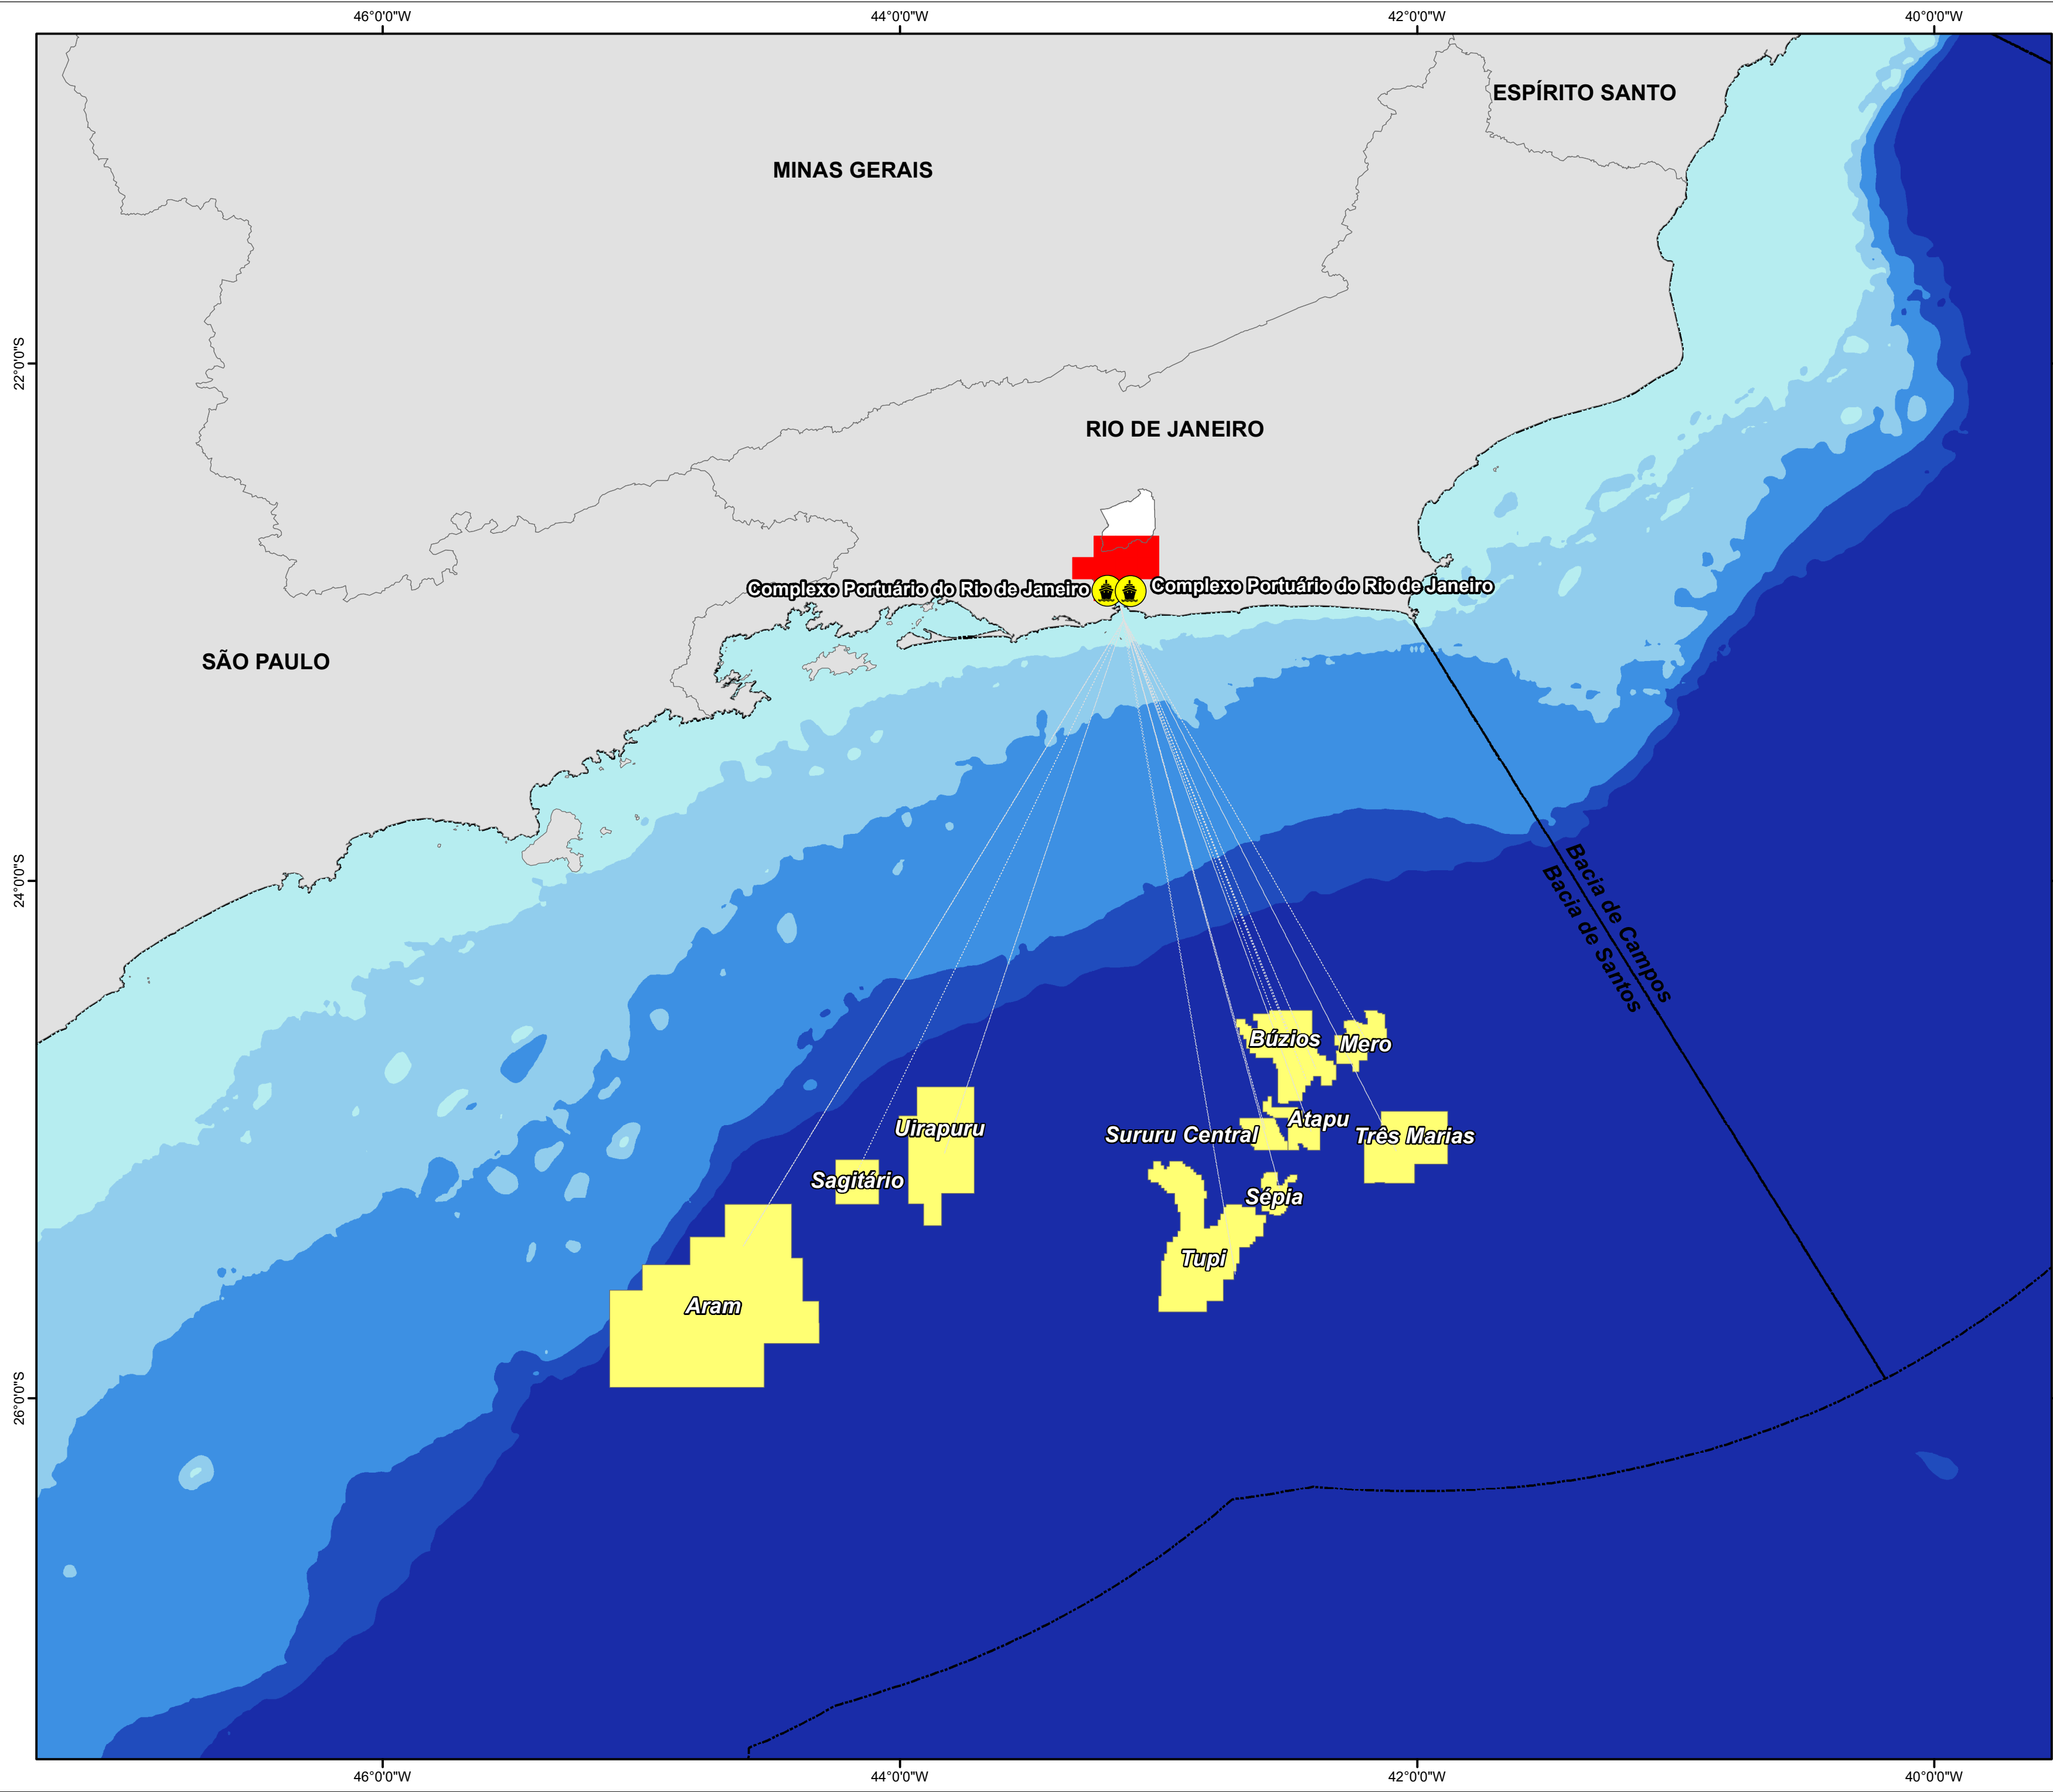 46°0'0"W
44°0'0"W
42°0'0"W
40°0'0"W
ESPÍRITO SANTO
MINAS GERAIS
22°0'0"S
RIO DE JANEIRO
Complexo Portuário do Rio de Janeiro
Complexo Portuário do Rio de Janeiro
SÃO PAULO
24°0'0"S
Bacia de Campos
Bacia de Santos
Búzios
Mero
Atapu
Uirapuru
Sururu Central
Três Marias
Sagitário
Sépia
Tupi
Aram
26°0'0"S
46°0'0"W
44°0'0"W
42°0'0"W
40°0'0"W